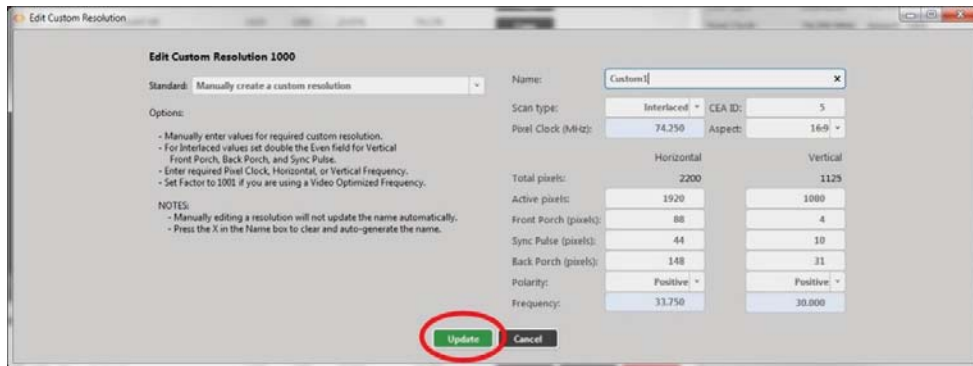 Edit Custom Resolution
Edit Custom Resolution 1000
Standard: Manually create a custom resolution
Options:
- Manually enter values for required custom resolution.
- For Interlaced values set double the Even field for Vertical
Front Porch, Back Porch, and Sync Pulse.
- Enter required Pixel Clock, Horizontal, or Vertical Frequency.
- Set Factor to 1001 if you are using a Video Optimized Frequency.
NOTES:
- Manually editing a resolution will not update the name automatically.
- Press the X in the Name box to clear and auto-generate the name.
Name: Custom1 x
Scan type: Interlaced CEA ID: 5
Pixel Clock (MHz): 74.250 Aspect: 16:9
Horizontal Vertical
Total pixels: 2200 1125
Active pixels: 1920 1080
Front Porch (pixels): 88 4
Sync Pulse (pixels): 44 10
Back Porch (pixels): 148 31
Polarity: Positive Positive
Frequency: 33.750 30.000
Update Cancel